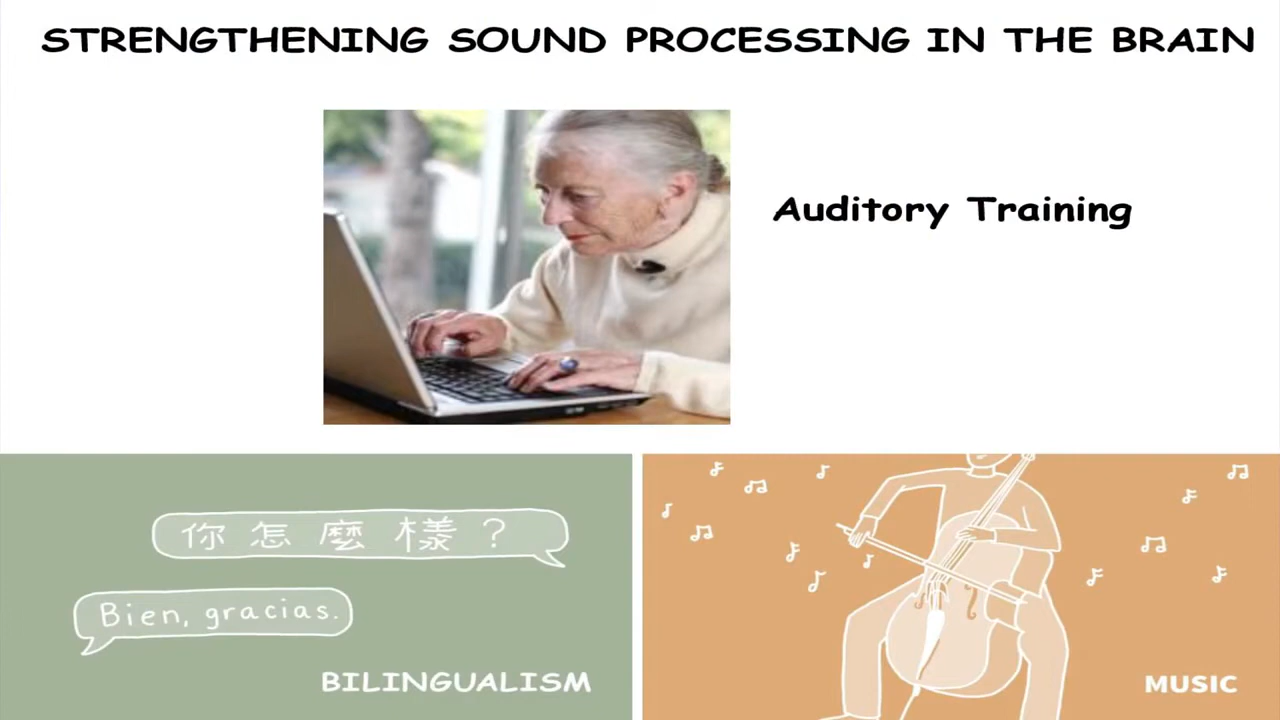 STRENGTHENING SOUND PROCESSING IN THE BRAIN
Auditory Training
你怎麼樣？
Bien, gracias.
BILINGUALISM
MUSIC